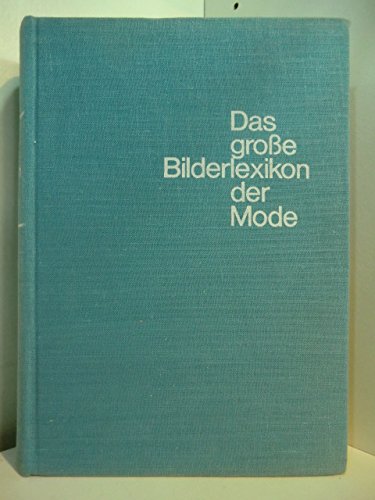 Das
große
Bilderlexikon
der
Mode